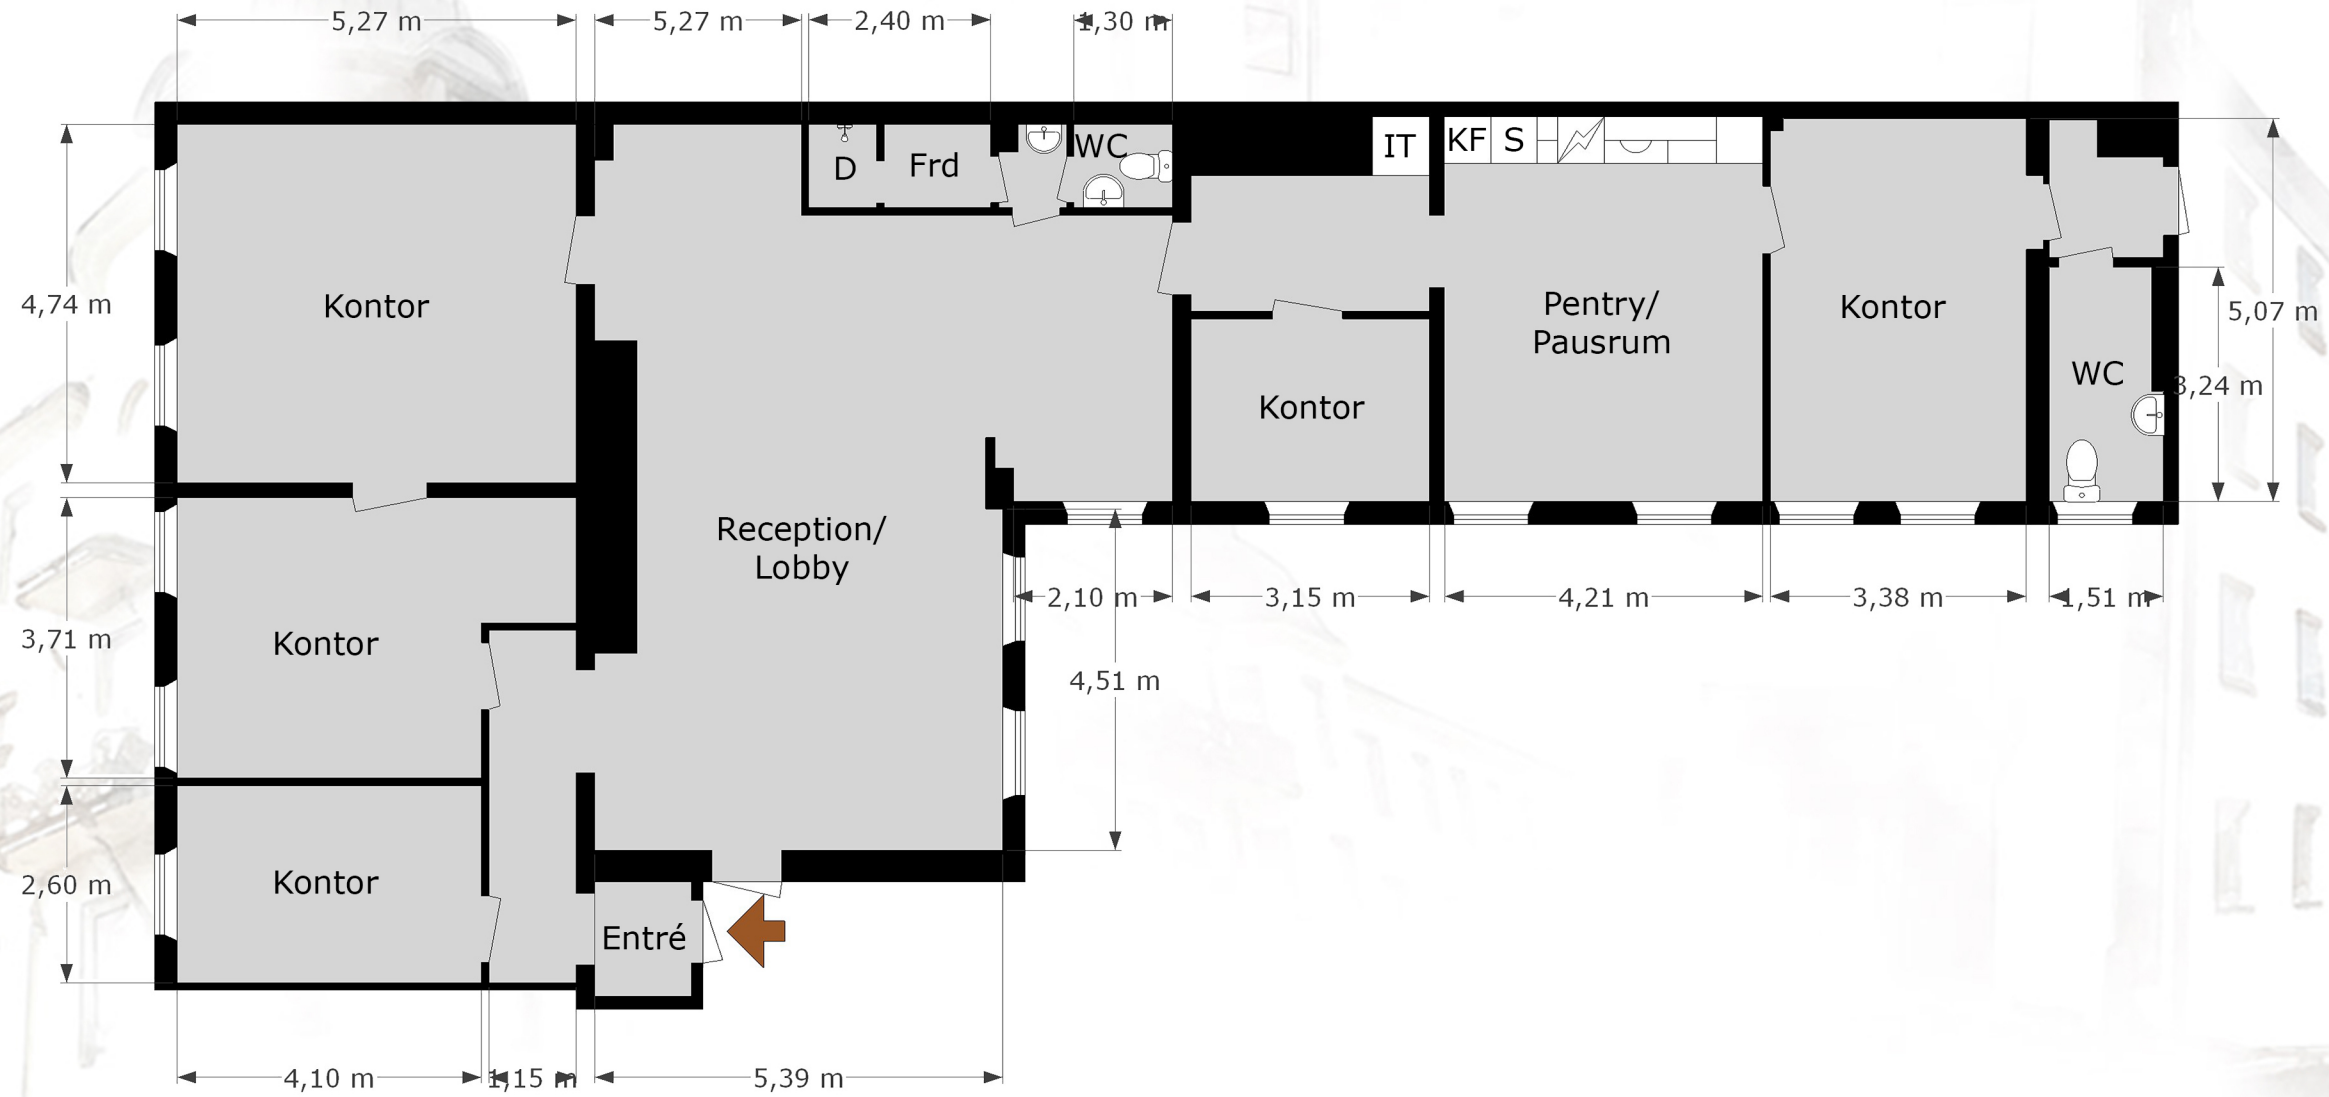 5,27 m
5,27 m
2,40 m
1,30 m
D
Frd
WC
IT
KF
S
4,74 m
Kontor
Pentry/
Pausrum
Kontor
5,07 m
WC
3,24 m
Kontor
Reception/
Lobby
2,10 m
3,15 m
4,21 m
3,38 m
1,51 m
3,71 m
Kontor
4,51 m
2,60 m
Kontor
Entré
4,10 m
1,15 m
5,39 m